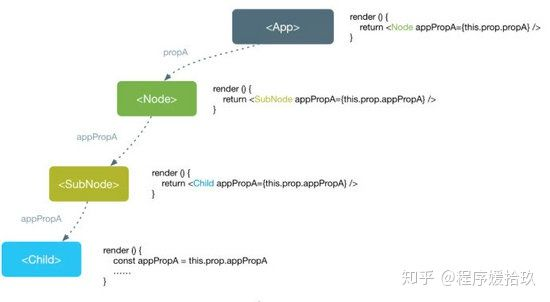 <App>
render () {
return <Node appPropA={this.prop.propA} />
}
propA
<Node>
render () {
return <SubNode appPropA={this.prop.appPropA} />
}
appPropA
<SubNode>
render () {
return <Child appPropA={this.prop.appPropA} />
}
appPropA
<Child>
render () {
const appPropA = this.prop.appPropA
……
}
知乎 @程序媛拾玖